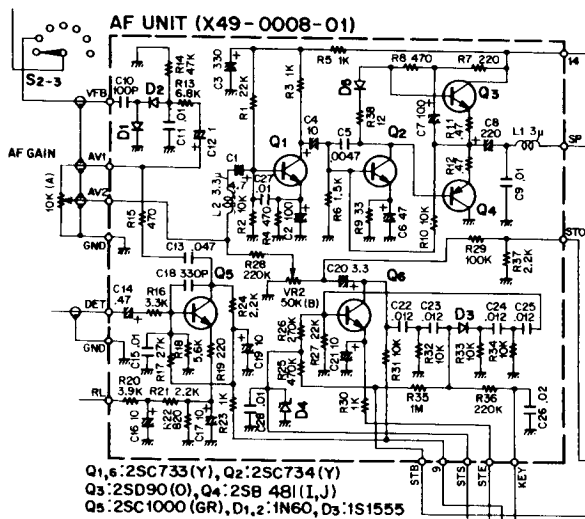 AF UNIT (X49-0008-01)
S2-3
C10
100P
D2
R14
47K
R13
6.8K
C3 330
R1
22K
R3 1K
R5 1K
D5
R8 470
R7 220
14
VFB
D1
C11 .01
C12 1
Q1
C4
10
C5
.0047
R38
12
Q2
C7 100
Q3
R11
.47
C8
220
L1 3μ
SP
AF GAIN
10K (A)
AV1
AV2
GND
R15
470
C1
4.7
L2 3.3μ
R2 100K
C27
.01
R4 470
C2 100
R6 1.5K
R9 33
C6 47
R10 10K
R12
.47
Q4
C9 .01
STO
C13 .047
C18 330P
R28
220K
VR2
50K(B)
C20 3.3
R29
100K
R37
2.2K
DET
C14
.47
R16
3.3K
Q5
R24
2.2K
Q6
C22
.012
C23
.012
D3
C24
.012
C25
.012
GND
C15 .01
R17 27K
R18
5.6K
R19 220
C19 10
R26
270K
R27 22K
C21 10
R31 10K
R32
10K
R33
10K
R34
10K
RL
R20
3.9K
R21 2.2K
C16 10
R22
820
C17 10
R23 1K
R25
470K
C28 .01
D4
R30
1K
R35
1M
R36
220K
C26 .02
STB
9
STS
STE
KEY
Q1,6:2SC733(Y), Q2:2SC734(Y)
Q3:2SD90(O), Q4:2SB 481(I,J)
Q5:2SC1000 (GR), D1,2:1N60, D3:1S1555